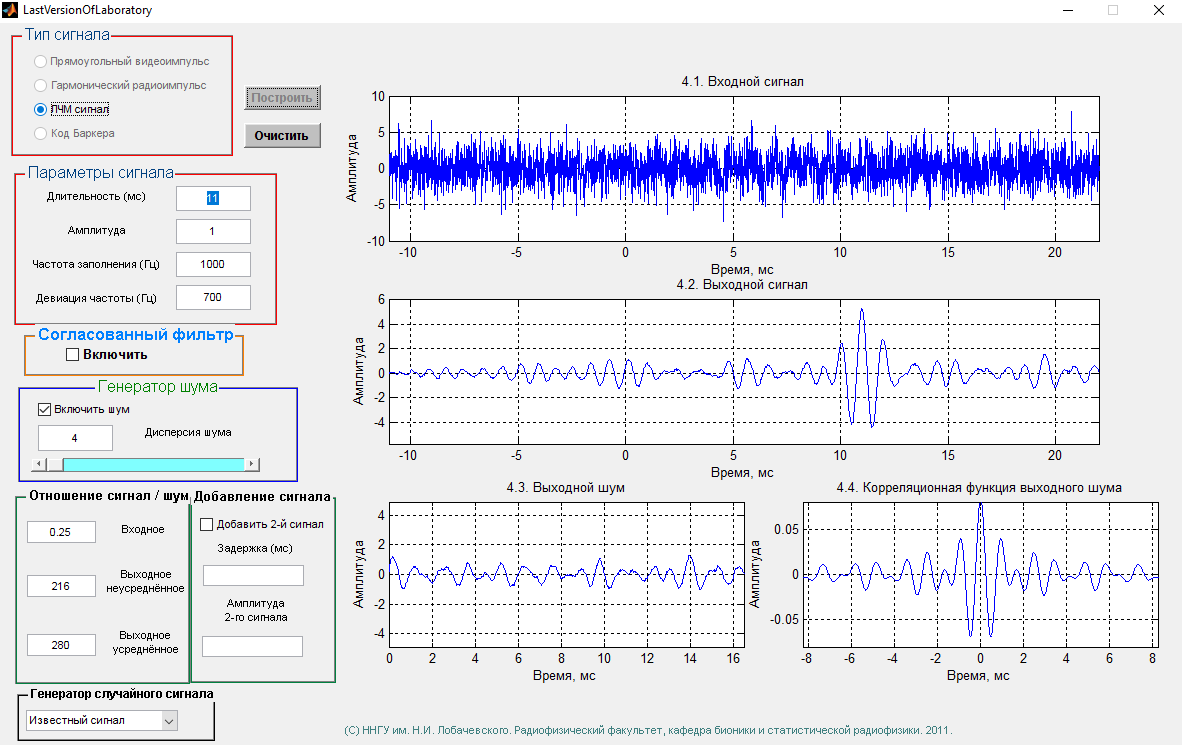 LastVersionOfLaboratory
Тип сигнала
Прямоугольный видеоимпульс
Гармонический радиоимпульс
ЛЧМ сигнал
Код Баркера
Построить
Очистить
Параметры сигнала
Длительность (мс)
11
Амплитуда
1
Частота заполнения (Гц)
1000
Девиация частоты (Гц)
700
Согласованный фильтр
Включить
Генератор шума
Включить шум
4
Дисперсия шума
Отношение сигнал / шум
0.25
Входное
216
Выходное
неусреднённое
280
Выходное
усреднённое
Добавление сигнала
Добавить 2-й сигнал
Задержка (мс)
Амплитуда
2-го сигнала
Генератор случайного сигнала
Известный сигнал
4.1. Входной сигнал
Амплитуда
10
5
0
-5
-10
-10 -5 0 5 10 15 20
Время, мс
4.2. Выходной сигнал
Амплитуда
6
4
2
0
-2
-4
-10 -5 0 5 10 15 20
Время, мс
4.3. Выходной шум
Амплитуда
4
2
0
-2
-4
0 2 4 6 8 10 12 14 16
Время, мс
4.4. Корреляционная функция выходного шума
Амплитуда
0.05
0
-0.05
-8 -6 -4 -2 0 2 4 6 8
Время, мс
(С) ННГУ им. Н.И. Лобачевского. Радиофизический факультет, кафедра бионики и статистической радиофизики. 2011.